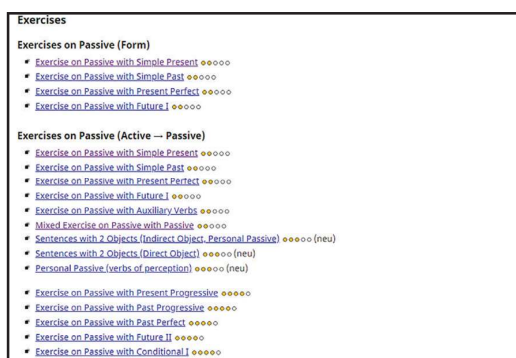 Exercises
Exercises on Passive (Form)
Exercise on Passive with Simple Present
Exercise on Passive with Simple Past
Exercise on Passive with Present Perfect
Exercise on Passive with Future I
Exercises on Passive (Active → Passive)
Exercise on Passive with Simple Present
Exercise on Passive with Simple Past
Exercise on Passive with Present Perfect
Exercise on Passive with Future I
Exercise on Passive with Auxiliary Verbs
Mixed Exercise on Passive with Passive
Sentences with 2 Objects (Indirect Object, Personal Passive) (neu)
Sentences with 2 Objects (Direct Object) (neu)
Personal Passive (verbs of perception) (neu)
Exercise on Passive with Present Progressive
Exercise on Passive with Past Progressive
Exercise on Passive with Past Perfect
Exercise on Passive with Future II
Exercise on Passive with Conditional I